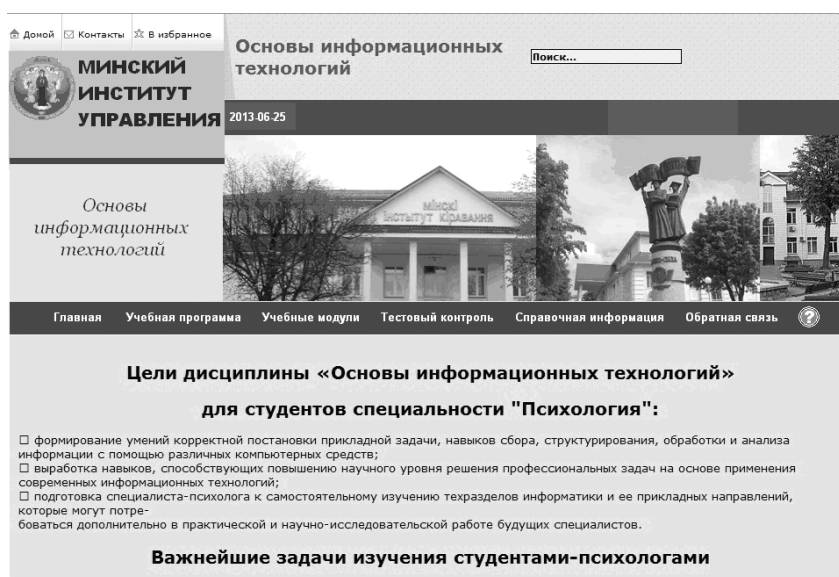 Домой Контакты В избранное
МИНСКИЙ
ИНСТИТУТ
УПРАВЛЕНИЯ
Основы информационных
технологий
Поиск...
2013-06-25
Основы
информационных
технологий
МІНСКІ
ІНСТЫТУТ КІРАВАННЯ
Главная Учебная программа Учебные модули Тестовый контроль Справочная информация Обратная связь ?
Цели дисциплины «Основы информационных технологий»
для студентов специальности "Психология":
□ формирование умений корректной постановки прикладной задачи, навыков сбора, структурирования, обработки и анализа
информации с помощью различных компьютерных средств;
□ выработка навыков, способствующих повышению научного уровня решения профессиональных задач на основе применения
современных информационных технологий;
□ подготовка специалиста-психолога к самостоятельному изучению техразделов информатики и ее прикладных направлений,
которые могут потре-
боваться дополнительно в практической и научно-исследовательской работе будущих специалистов.
Важнейшие задачи изучения студентами-психологами